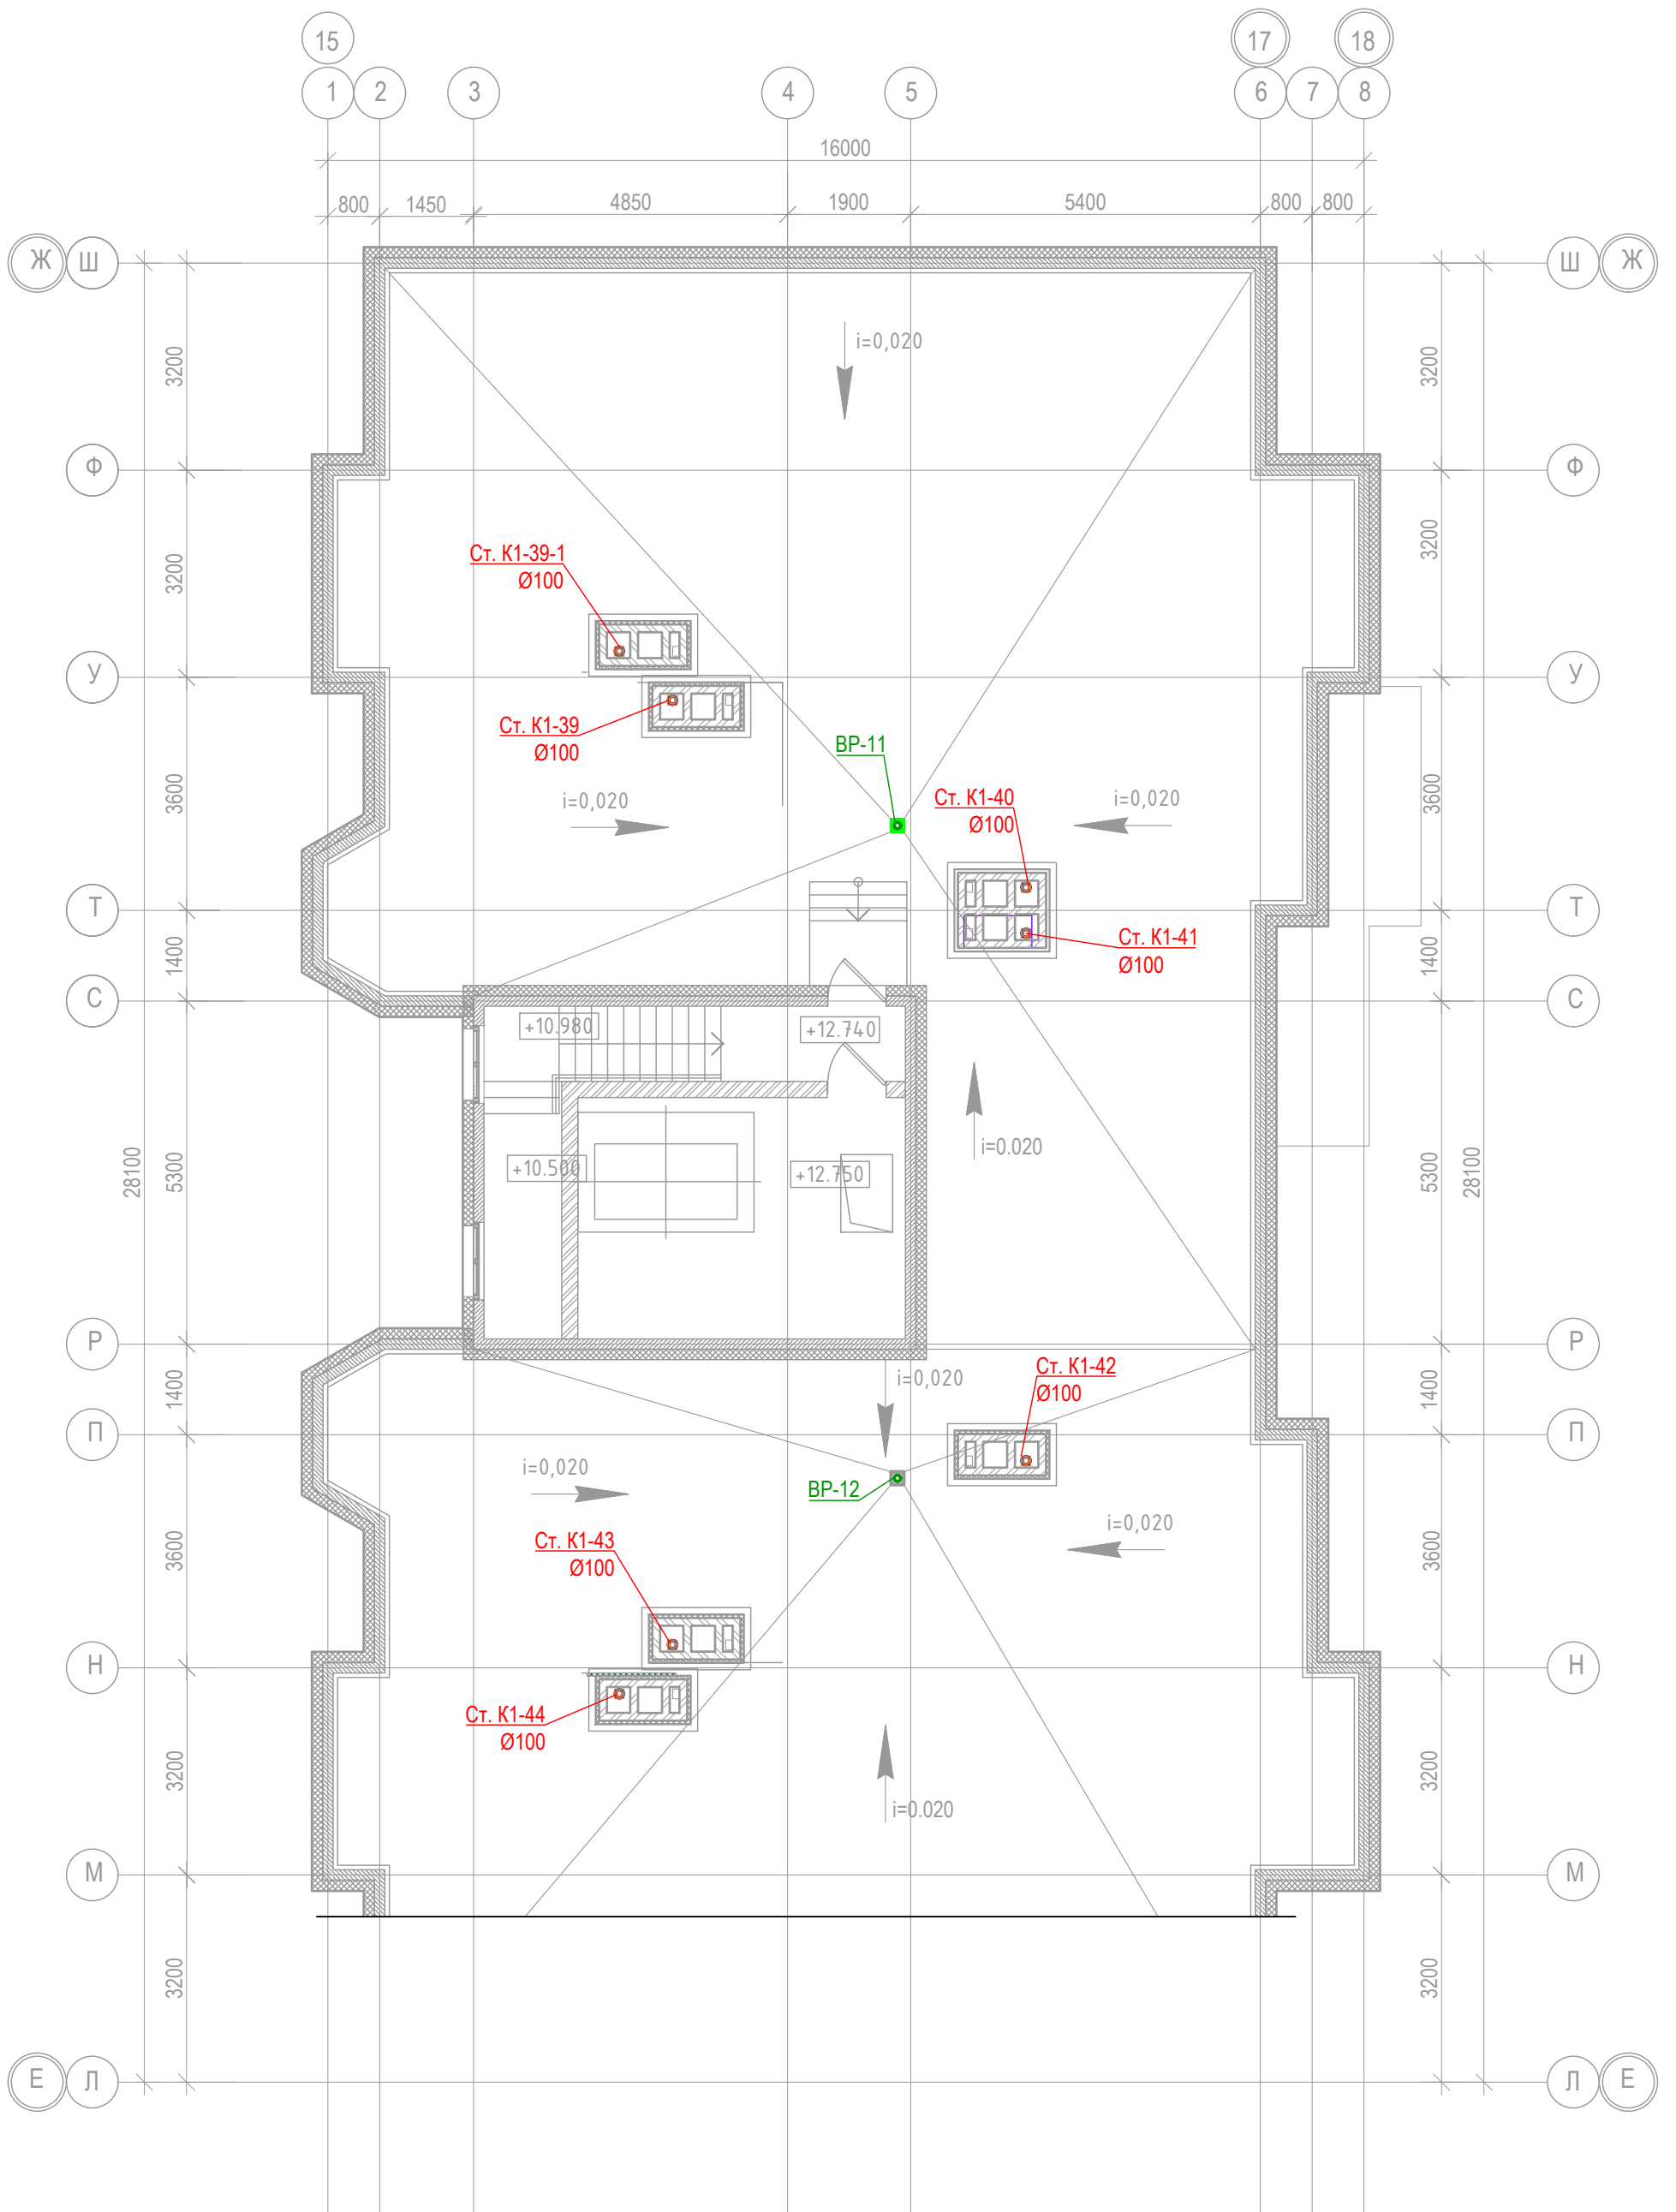 15
17
18
1
2
3
4
5
6
7
8
16000
800
1450
4850
1900
5400
800
800
Ж
Ш
Ш
Ж
3200
i=0,020
3200
Ф
Ф
3200
Ст. К1-39-1
Ø100
3200
У
У
Ст. К1-39
Ø100
ВР-11
3600
i=0,020
Ст. К1-40
Ø100
i=0,020
3600
Т
Т
1400
Ст. К1-41
Ø100
1400
С
С
+10.980
+12.740
28100
5300
+10.500
+12.750
i=0.020
5300
28100
Р
Р
1400
i=0,020
Ст. К1-42
Ø100
1400
П
П
i=0,020
ВР-12
3600
Ст. К1-43
Ø100
i=0,020
3600
Н
Н
Ст. К1-44
Ø100
3200
i=0.020
3200
М
М
3200
3200
Е
Л
Л
Е